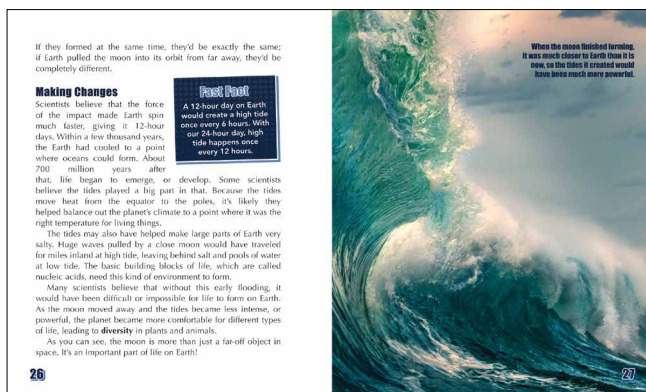 If they formed at the same time, they'd be exactly the same;
if Earth pulled the moon into its orbit from far away, they'd be
completely different.
Making Changes
Scientists believe that the force
of the impact made Earth spin
much faster, giving it 12-hour
days. Within a few thousand years,
the Earth had cooled to a point
where oceans could form. About
700 million years after
that, life began to emerge, or develop. Some scientists
believe the tides played a big part in that. Because the tides
move heat from the equator to the poles, it's likely they
helped balance out the planet's climate to a point where it was the
right temperature for living things.
The tides may also have helped make large parts of Earth very
salty. Huge waves pulled by a close moon would have traveled
for miles inland at high tide, leaving behind salt and pools of water
at low tide. The basic building blocks of life, which are called
nucleic acids, need this kind of environment to form.
Many scientists believe that without this early flooding, it
would have been difficult or impossible for life to form on Earth.
As the moon moved away and the tides became less intense, or
powerful, the planet became more comfortable for different types
of life, leading to diversity in plants and animals.
As you can see, the moon is more than just a far-off object in
space. It's an important part of life on Earth!
26
Fast Fact
A 12-hour day on Earth
would create a high tide
once every 6 hours. With
our 24-hour day, high
tide happens once
every 12 hours.
When the moon finished forming,
it was much closer to Earth than it is
now, so the tides it created would
have been much more powerful.
27